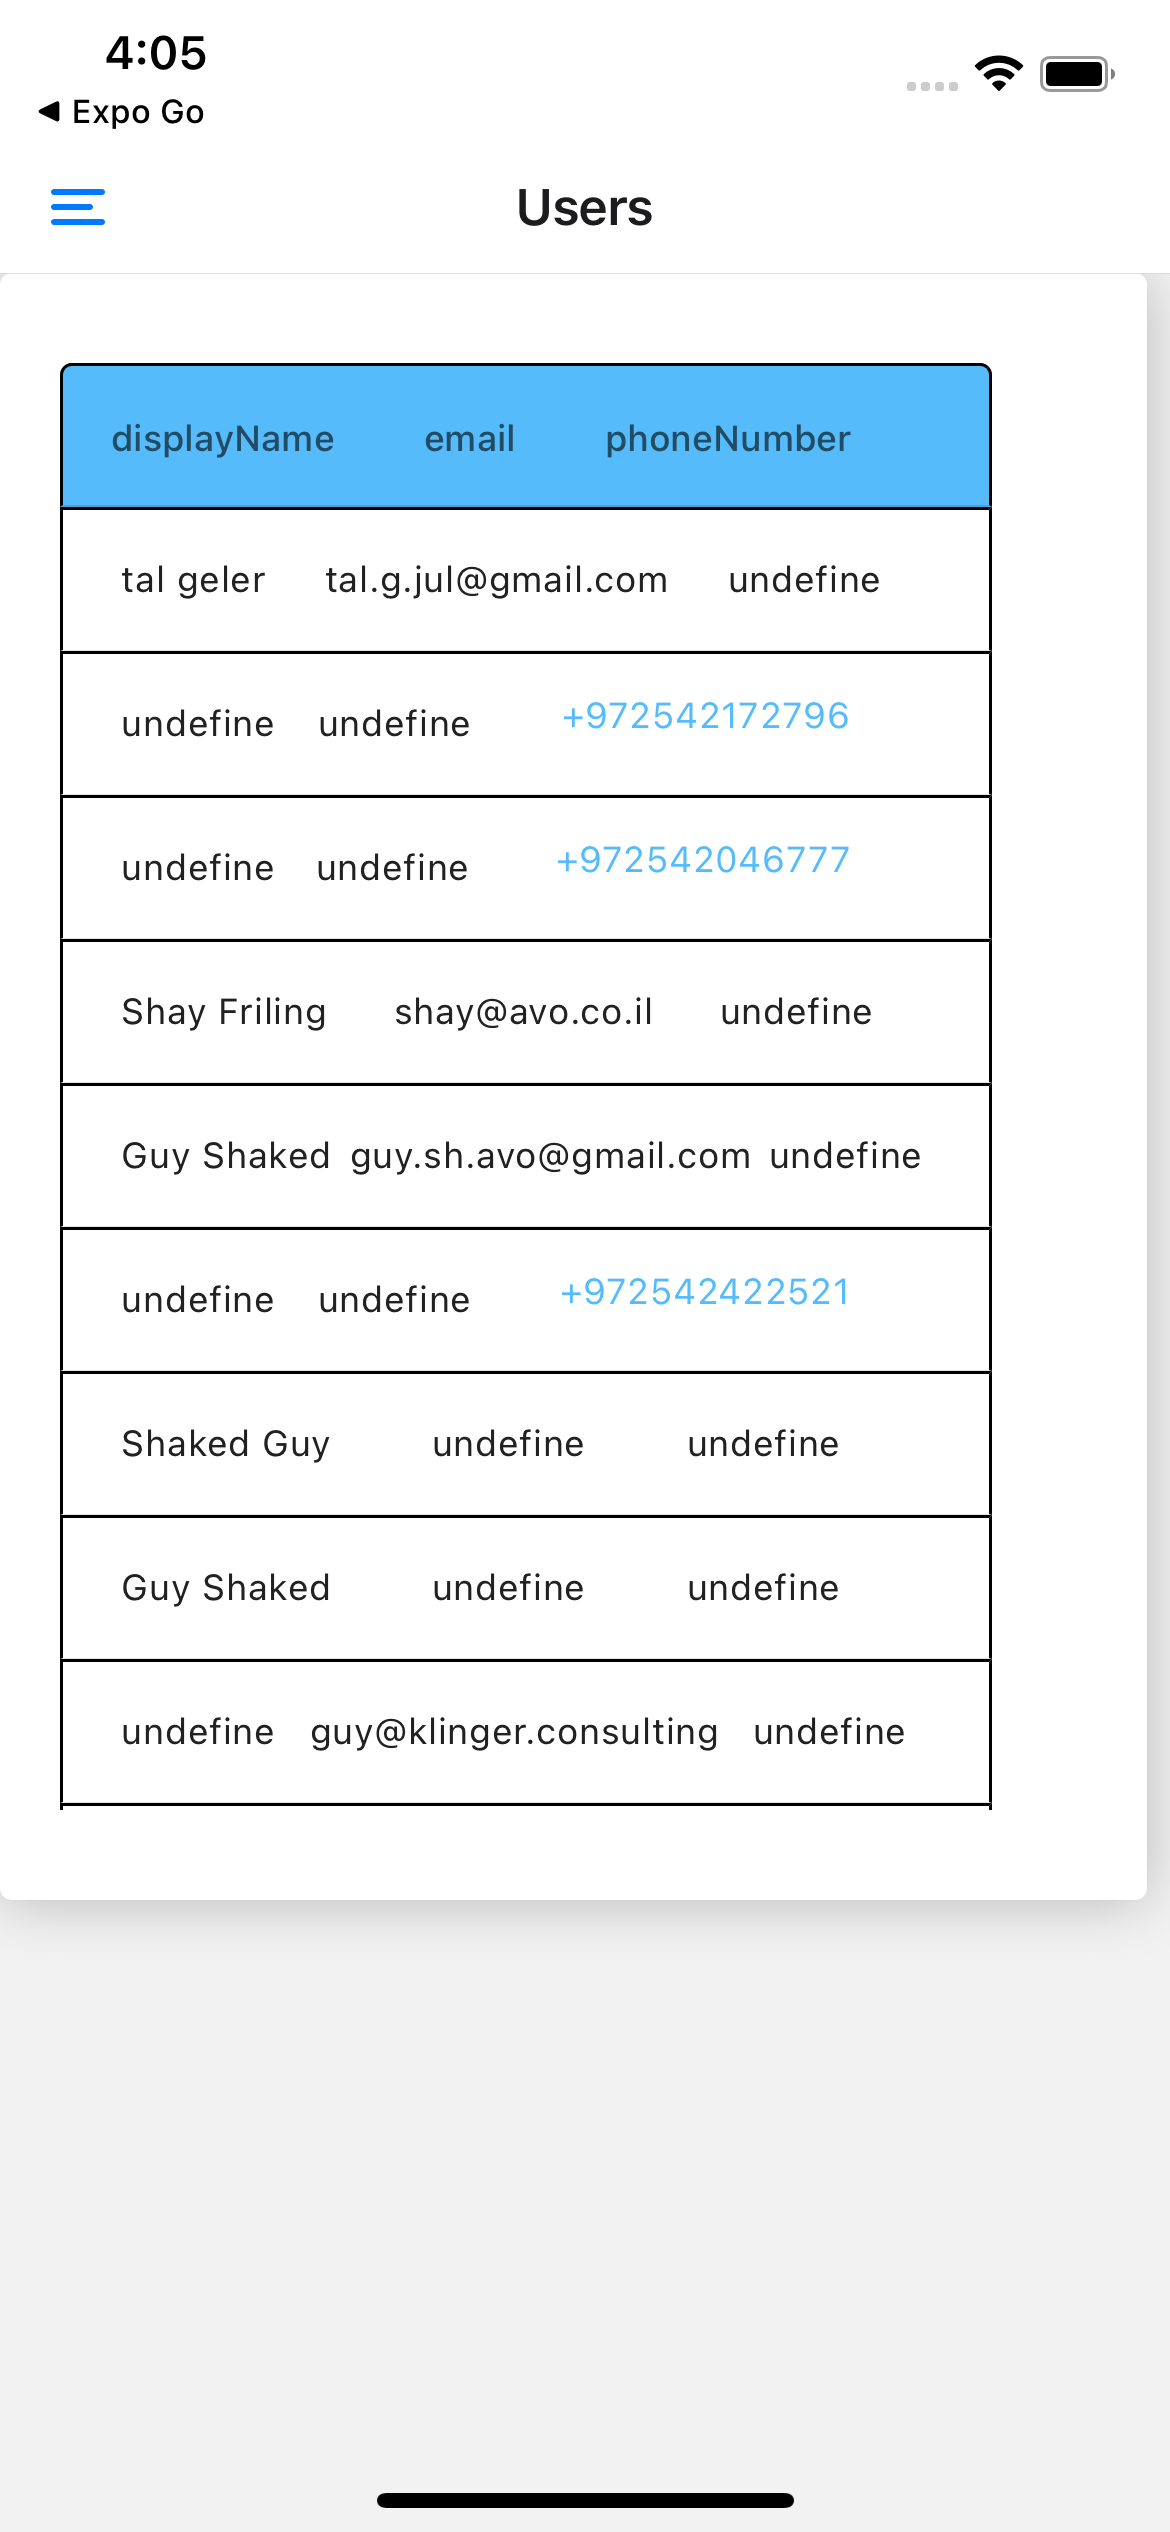 4:05
Expo Go
Users
displayName email phoneNumber
tal geler tal.g.jul@gmail.com undefine
undefine undefine +972542172796
undefine undefine +972542046777
Shay Friling shay@avo.co.il undefine
Guy Shaked guy.sh.avo@gmail.com undefine
undefine undefine +972542422521
Shaked Guy undefine undefine
Guy Shaked undefine undefine
undefine guy@klinger.consulting undefine